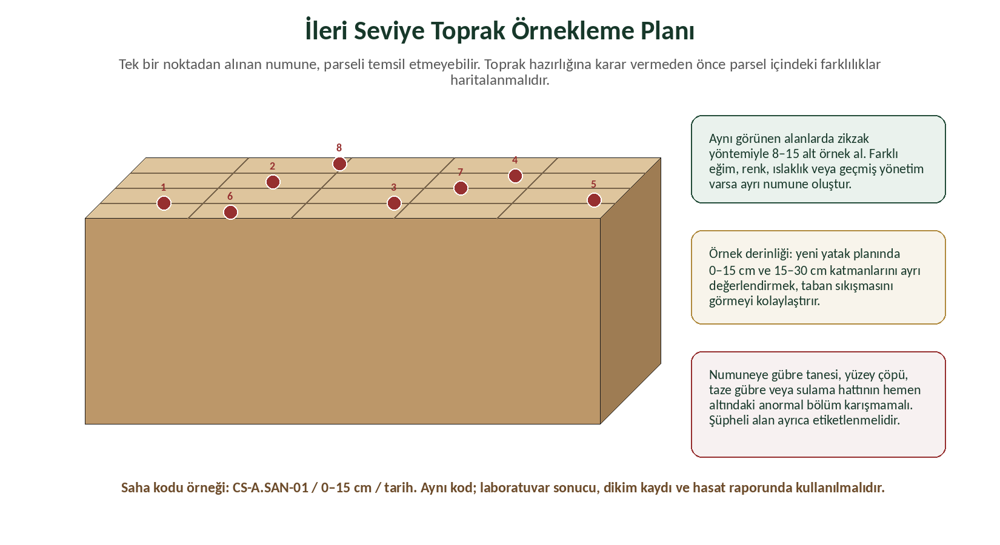 İleri Seviye Toprak Örnekleme Planı
Tek bir noktadan alınan numune, parseli temsil etmeyebilir. Toprak hazırlığına karar vermeden önce parsel içindeki farklılıklar
haritalanmalıdır.
8
4
2
7
5
1
3
6
Aynı görünen alanlarda zikzak
yöntemiyle 8–15 alt örnek al. Farklı
eğim, renk, ıslaklık veya geçmiş yönetim
varsa ayrı numune oluştur.
Örnek derinliği: yeni yatak planında
0–15 cm ve 15–30 cm katmanlarını ayrı
değerlendirmek, taban sıkışmasını
görmeyi kolaylaştırır.
Numuneye gübre tanesi, yüzey çöpü,
taze gübre veya sulama hattının hemen
altındaki anormal bölüm karışmamalı.
Şüpheli alan ayrıca etiketlenmelidir.
Saha kodu örneği: CS-A.SAN-01 / 0–15 cm / tarih. Aynı kod; laboratuvar sonucu, dikim kaydı ve hasat raporunda kullanılmalıdır.